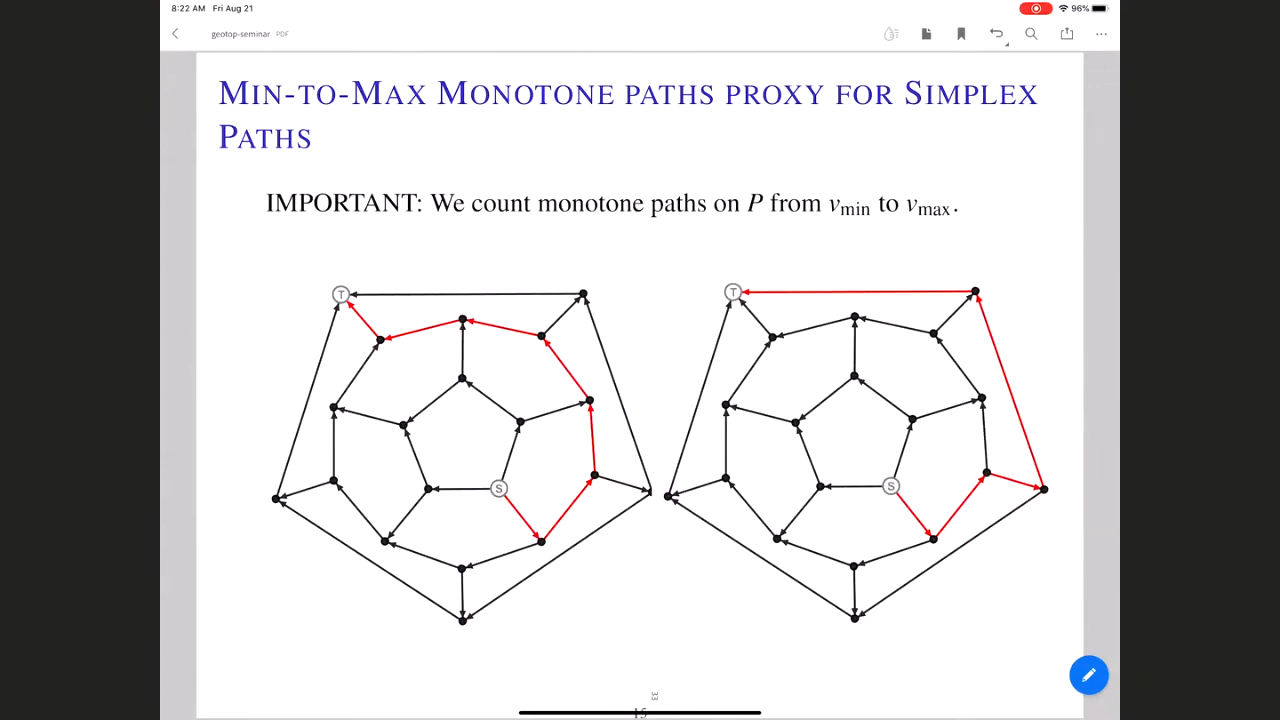 8:22 AM Fri Aug 21
96%
geotop-seminar PDF
MIN-TO-MAX MONOTONE PATHS PROXY FOR SIMPLEX
PATHS
IMPORTANT: We count monotone paths on P from vmin to vmax.
T
T
S
S
33
15